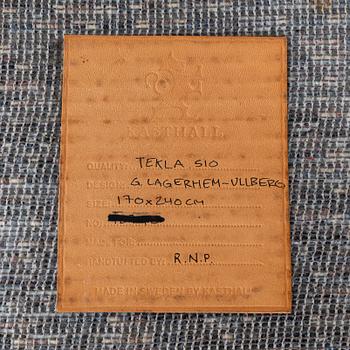 KASTHALL
QUALITY: TEKLA 510
DESIGN: G. LAGERHEM-ULLBERG
SIZE: 170x240 CM
NO.
MADE FOR:
HANDTUFTED BY: R.N.P.
MADE IN SWEDEN BY KASTHALL